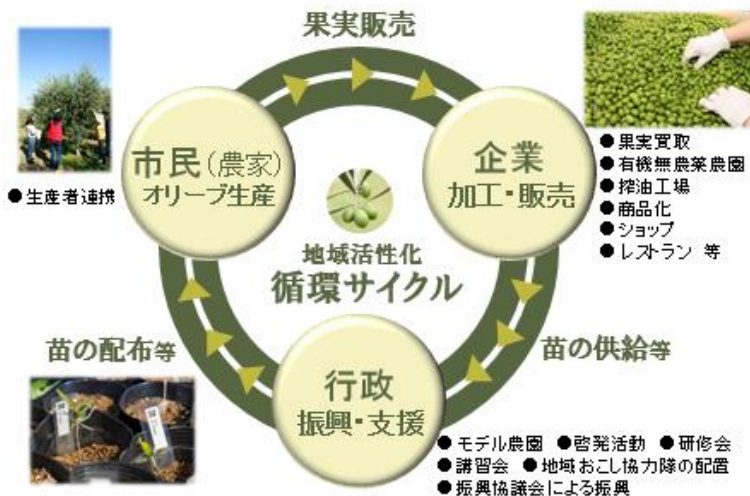 果実販売
市民(農家)
オリーブ生産
企業
加工・販売
●生産者連携
●果実買取
●有機無農薬農園
●搾油工場
●商品化
●ショップ
●レストラン 等
地域活性化
循環サイクル
苗の配布等
苗の供給等
行政
振興・支援
●モデル農園 ●啓発活動 ●研修会
●講習会 ●地域おこし協力隊の配置
●振興協議会による振興